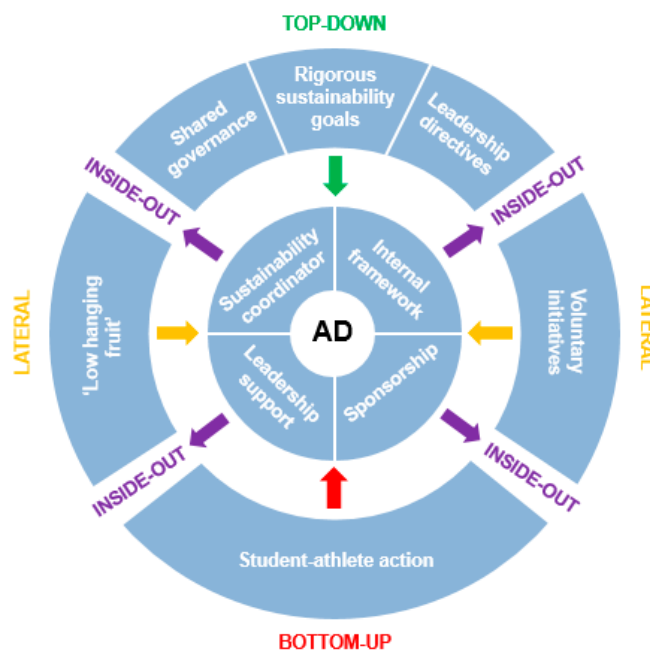 TOP-DOWN
Shared
governance
Rigorous
sustainability
goals
Leadership
directives
INSIDE-OUT
INSIDE-OUT
LATERAL
'Low hanging
fruit'
Sustainability
coordinator
Internal
framework
AD
Leadership
support
Sponsorship
Voluntary
initiatives
LATERAL
INSIDE-OUT
INSIDE-OUT
Student-athlete action
BOTTOM-UP